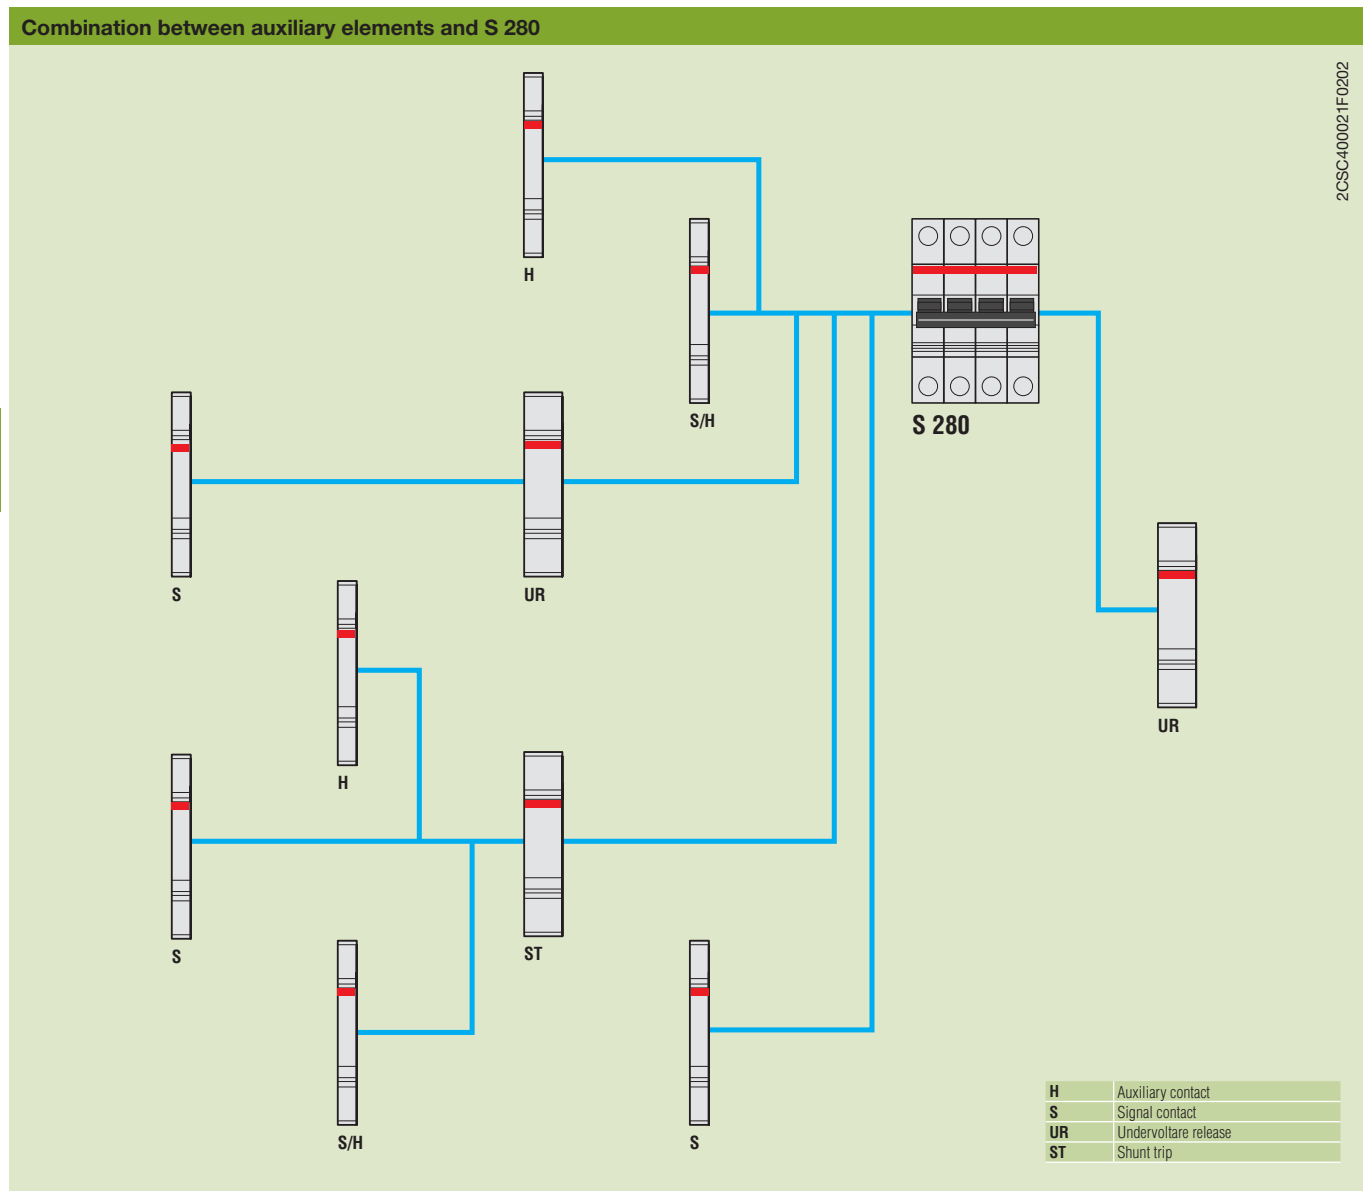 Combination between auxiliary elements and S 280
2CSC400021F0202
H
S/H
S 280
S
UR
UR
H
S
ST
S/H
S
H Auxiliary contact
S Signal contact
UR Undervoltare release
ST Shunt trip